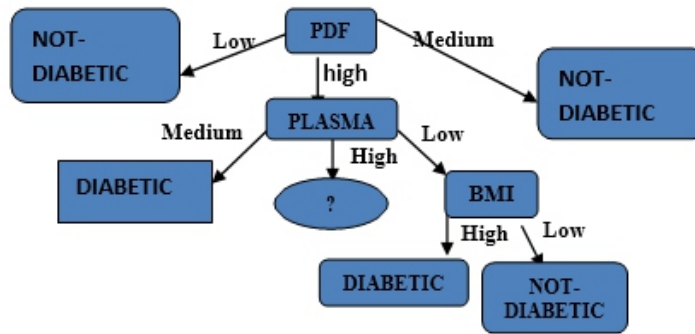 PDF
Low
Medium
NOT-
DIABETIC
high
NOT-
DIABETIC
PLASMA
Medium
High
Low
DIABETIC
?
BMI
High
Low
DIABETIC
NOT-
DIABETIC